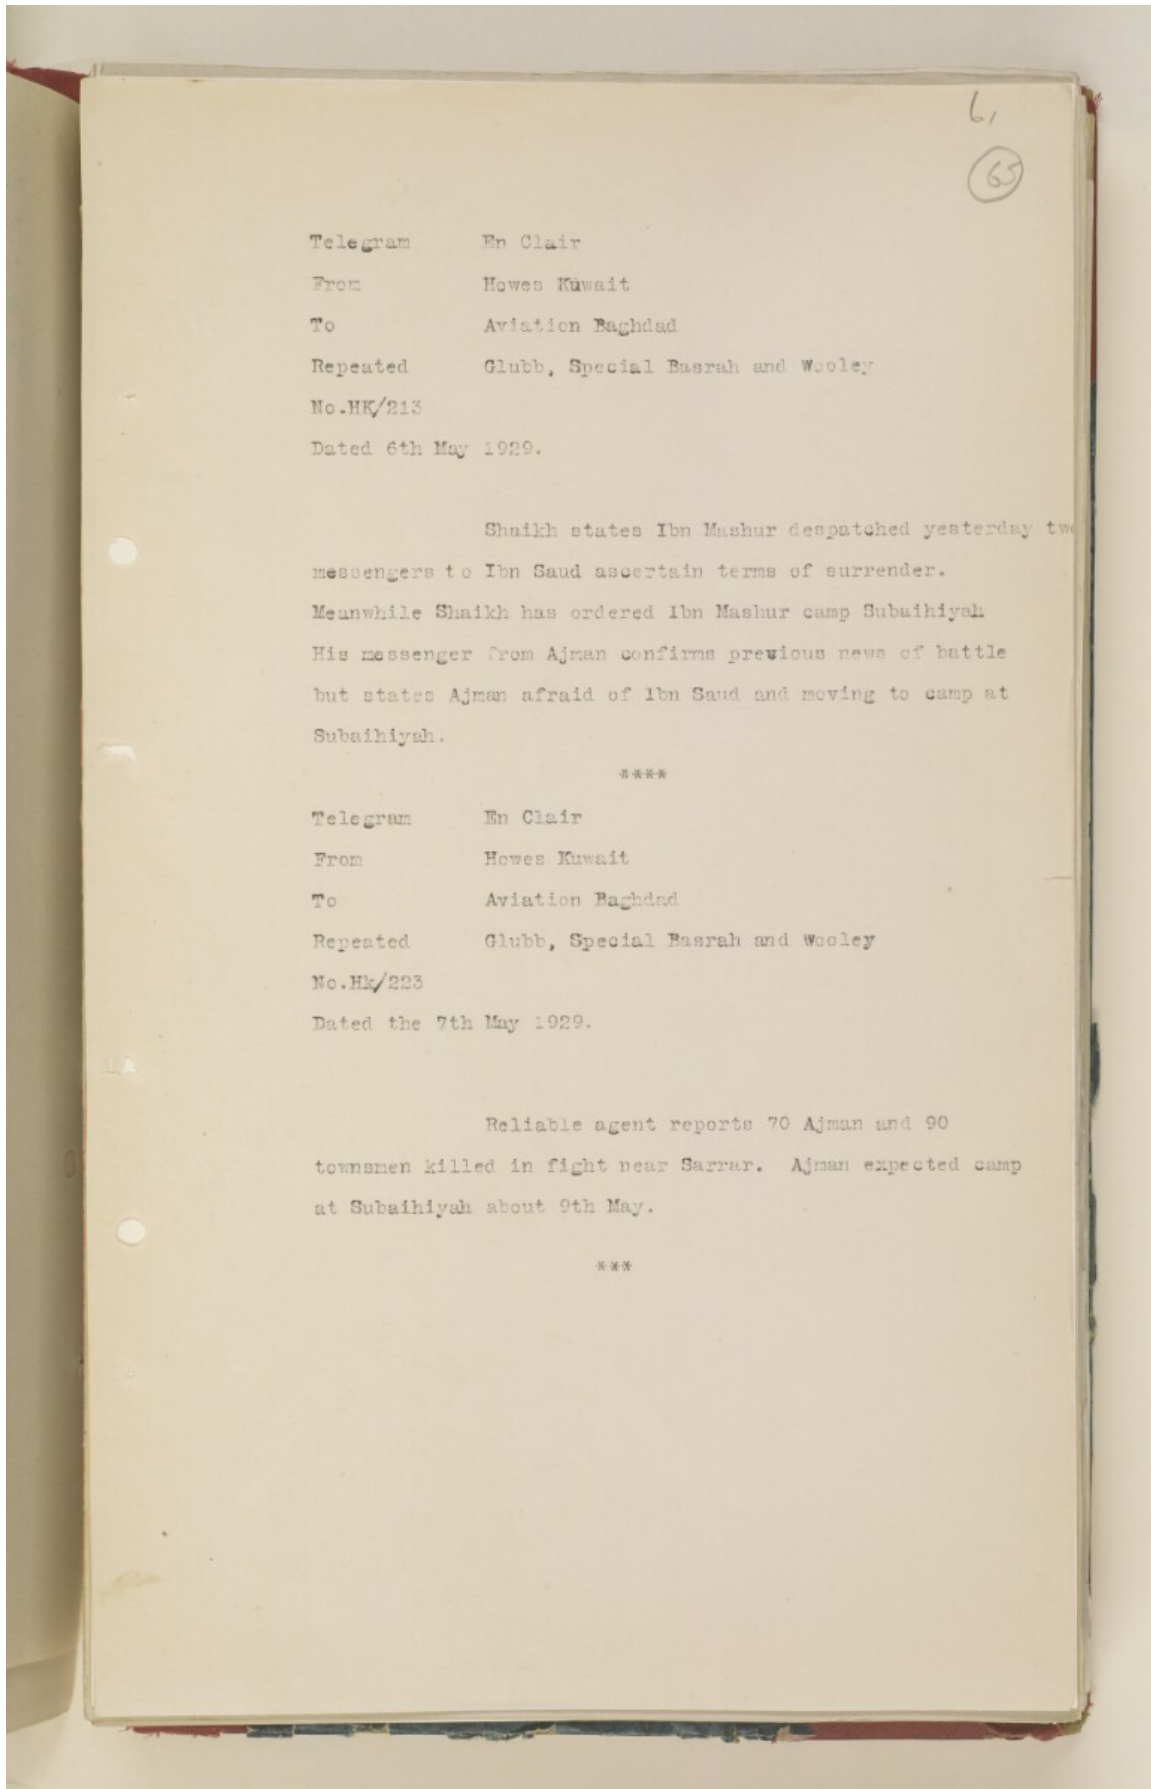 6,
65
Telegram En Clair
From Howes Kuwait
To Aviation Baghdad
Repeated Glubb, Special Basrah and Wooley
No.HK/213
Dated 6th May 1929.
Shaikh states Ibn Mashur despatched yesterday two
messengers to Ibn Saud ascertain terms of surrender.
Meanwhile Shaikh has ordered Ibn Mashur camp Subaihiyah
His messenger from Ajman confirms previous news of battle
but states Ajman afraid of Ibn Saud and moving to camp at
Subaihiyah.
****
Telegram En Clair
From Howes Kuwait
To Aviation Baghdad
Repeated Glubb, Special Basrah and Wooley
No.Hk/223
Dated the 7th May 1929.
Reliable agent reports 70 Ajman and 90
townsmen killed in fight near Sarrar. Ajman expected camp
at Subaihiyah about 9th May.
***